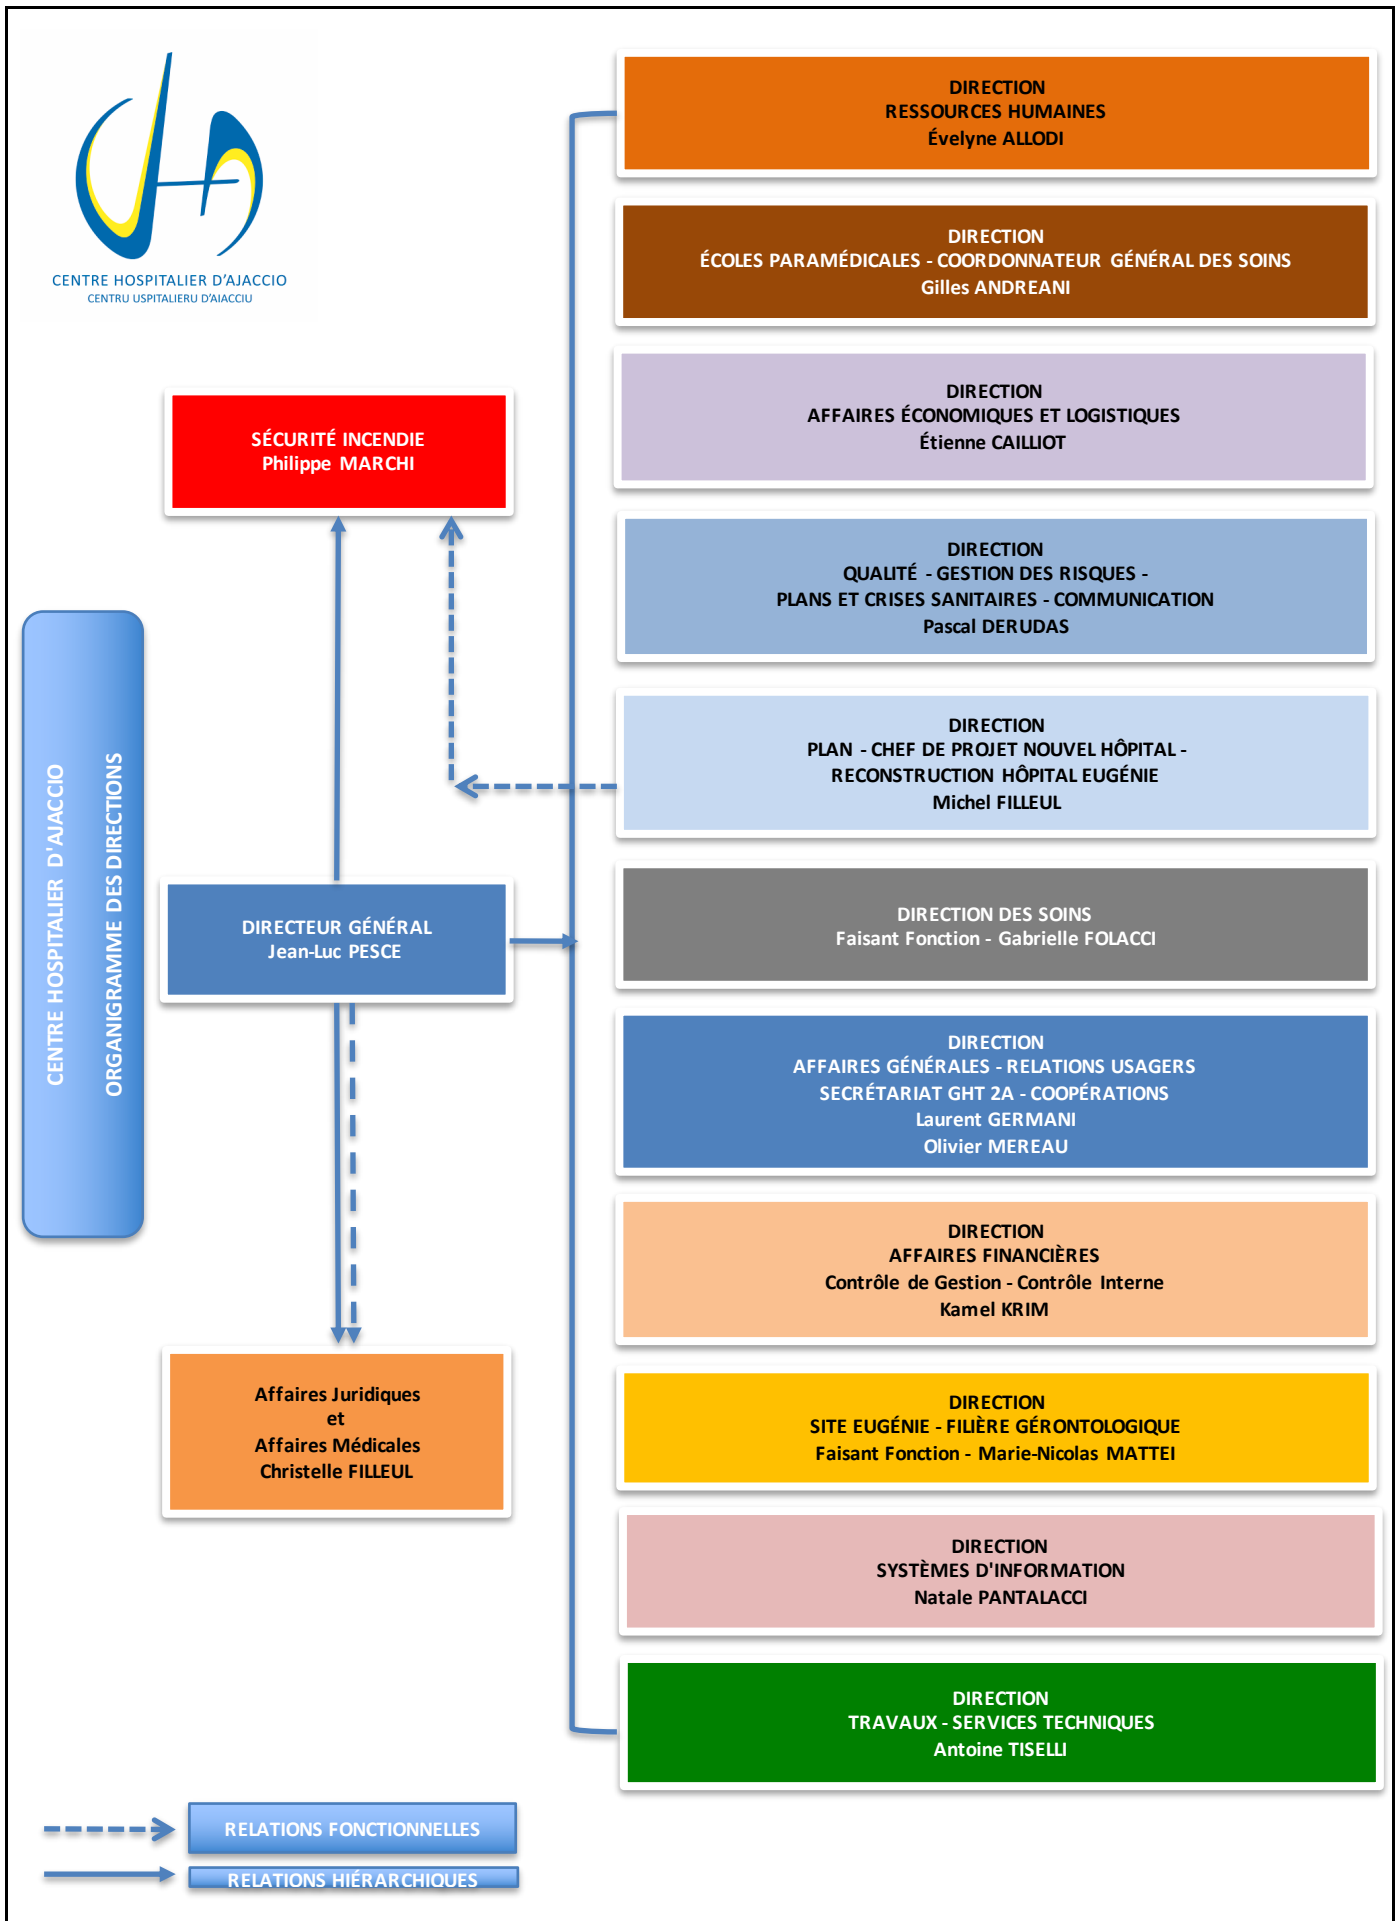 CENTRE HOSPITALIER D'AJACCIO
CENTRU USPITALIERU D'AIACCIU
CENTRE HOSPITALIER D'AJACCIO
ORGANIGRAMME DES DIRECTIONS
SÉCURITÉ INCENDIE
Philippe MARCHI
DIRECTEUR GÉNÉRAL
Jean-Luc PESCE
Affaires Juridiques
et
Affaires Médicales
Christelle FILLEUL
DIRECTION
RESSOURCES HUMAINES
Évelyne ALLODI
DIRECTION
ÉCOLES PARAMÉDICALES - COORDONNATEUR GÉNÉRAL DES SOINS
Gilles ANDREANI
DIRECTION
AFFAIRES ÉCONOMIQUES ET LOGISTIQUES
Étienne CAILLIOT
DIRECTION
QUALITÉ - GESTION DES RISQUES -
PLANS ET CRISES SANITAIRES - COMMUNICATION
Pascal DERUDAS
DIRECTION
PLAN - CHEF DE PROJET NOUVEL HÔPITAL -
RECONSTRUCTION HÔPITAL EUGÉNIE
Michel FILLEUL
DIRECTION DES SOINS
Faisant Fonction - Gabrielle FOLACCI
DIRECTION
AFFAIRES GÉNÉRALES - RELATIONS USAGERS
SECRÉTARIAT GHT 2A - COOPÉRATIONS
Laurent GERMANI
Olivier MEREAU
DIRECTION
AFFAIRES FINANCIÈRES
Contrôle de Gestion - Contrôle Interne
Kamel KRIM
DIRECTION
SITE EUGÉNIE - FILIÈRE GÉRONTOLOGIQUE
Faisant Fonction - Marie-Nicolas MATTEI
DIRECTION
SYSTÈMES D'INFORMATION
Natale PANTALACCI
DIRECTION
TRAVAUX - SERVICES TECHNIQUES
Antoine TISELLI
RELATIONS FONCTIONNELLES
RELATIONS HIÉRARCHIQUES